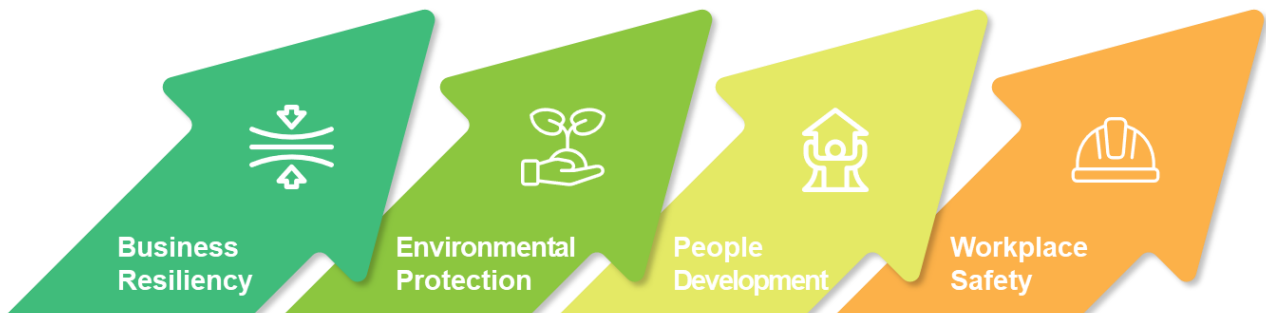 Business
Resiliency
Environmental
Protection
People
Development
Workplace
Safety